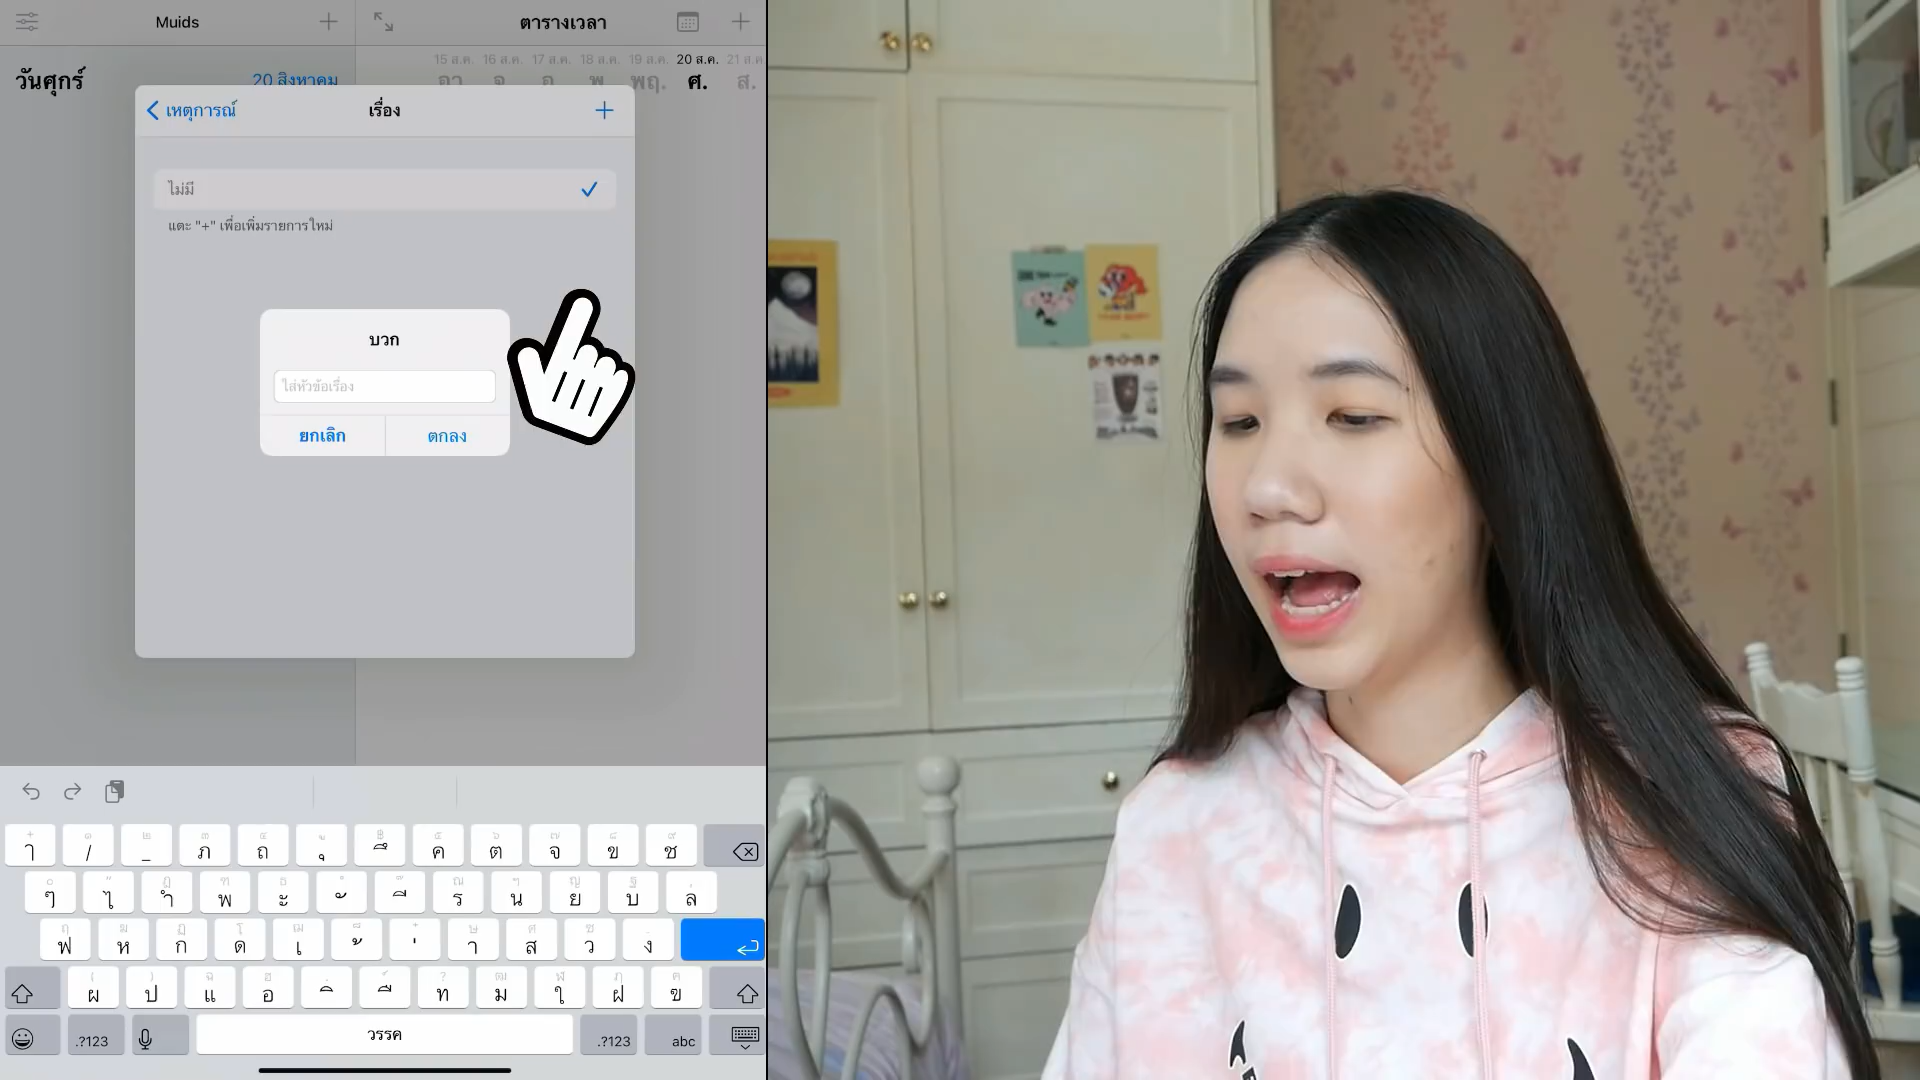 Muids
ตารางเวลา
วันศุกร์
20 สิงหาคม
15 ส.ค. 16 ส.ค. 17 ส.ค. 18 ส.ค. 19 ส.ค. 20 ส.ค. 21 ส.ค.
อา จ อ พ พฤ. ศ. ส.
เหตุการณ์
เรื่อง
ไม่มี
แตะ "+" เพื่อเพิ่มรายการใหม่
บวก
ใส่หัวข้อเรื่อง
ยกเลิก
ตกลง
ๅ / _ ภ ถ ุ ึ ค ต จ ข ช
ๆ ไ ำ พ ะ ั ี ร น ย บ ล
ฟ ห ก ด เ ้ ่ า ส ว ง
ผ ป แ อ ิ ื ท ม ใ ฝ ฃ
.?123 วรรค .?123 abc